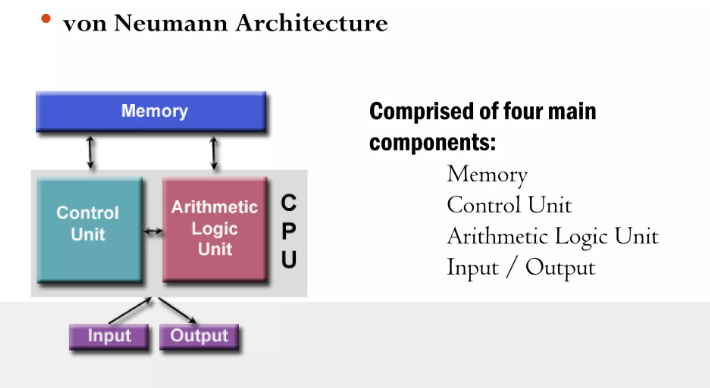 • von Neumann Architecture
Memory
Control
Unit
Arithmetic
Logic
Unit
C
P
U
Input
Output
Comprised of four main
components:
Memory
Control Unit
Arithmetic Logic Unit
Input / Output